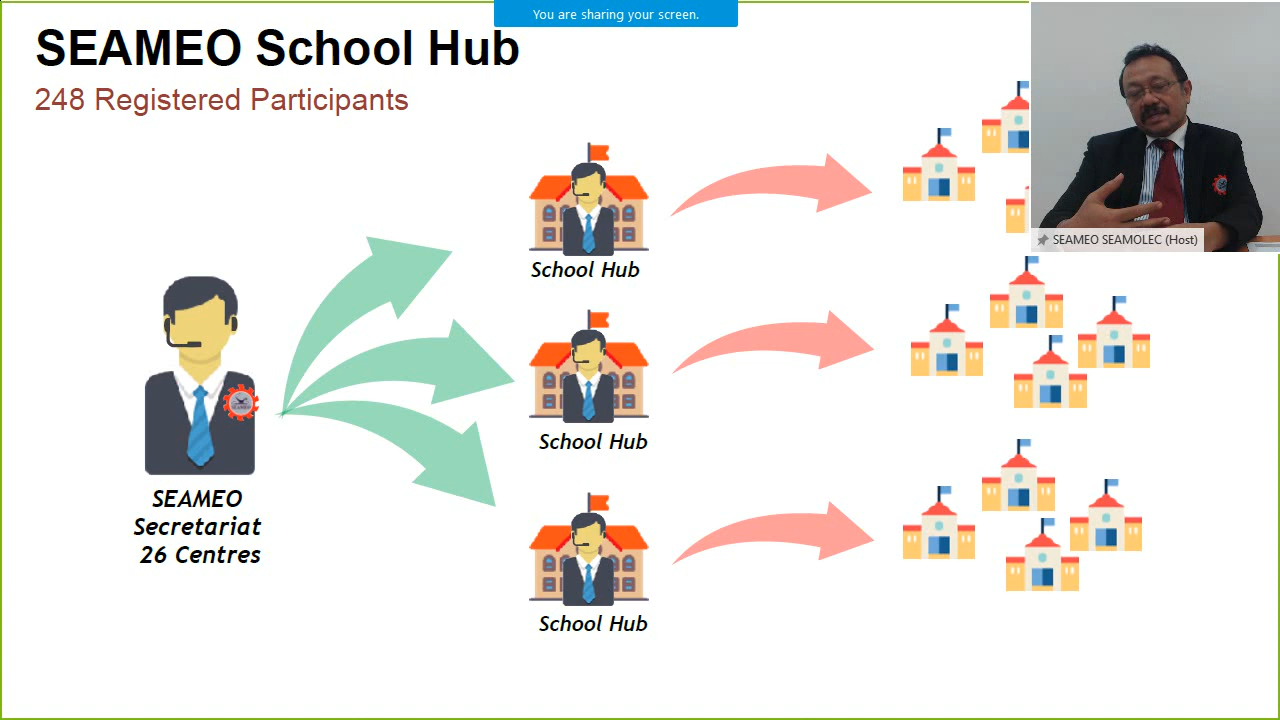 You are sharing your screen.
SEAMEO School Hub
248 Registered Participants
SEAMEO SEAMOLEC (Host)
School Hub
School Hub
SEAMEO
Secretariat
26 Centres
School Hub
SEAMEO